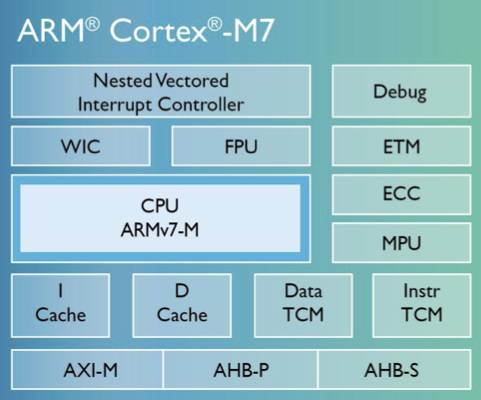 ARM® Cortex®-M7
Nested Vectored
Interrupt Controller
Debug
WIC
FPU
ETM
CPU
ARMv7-M
ECC
MPU
I
Cache
D
Cache
Data
TCM
Instr
TCM
AXI-M
AHB-P
AHB-S